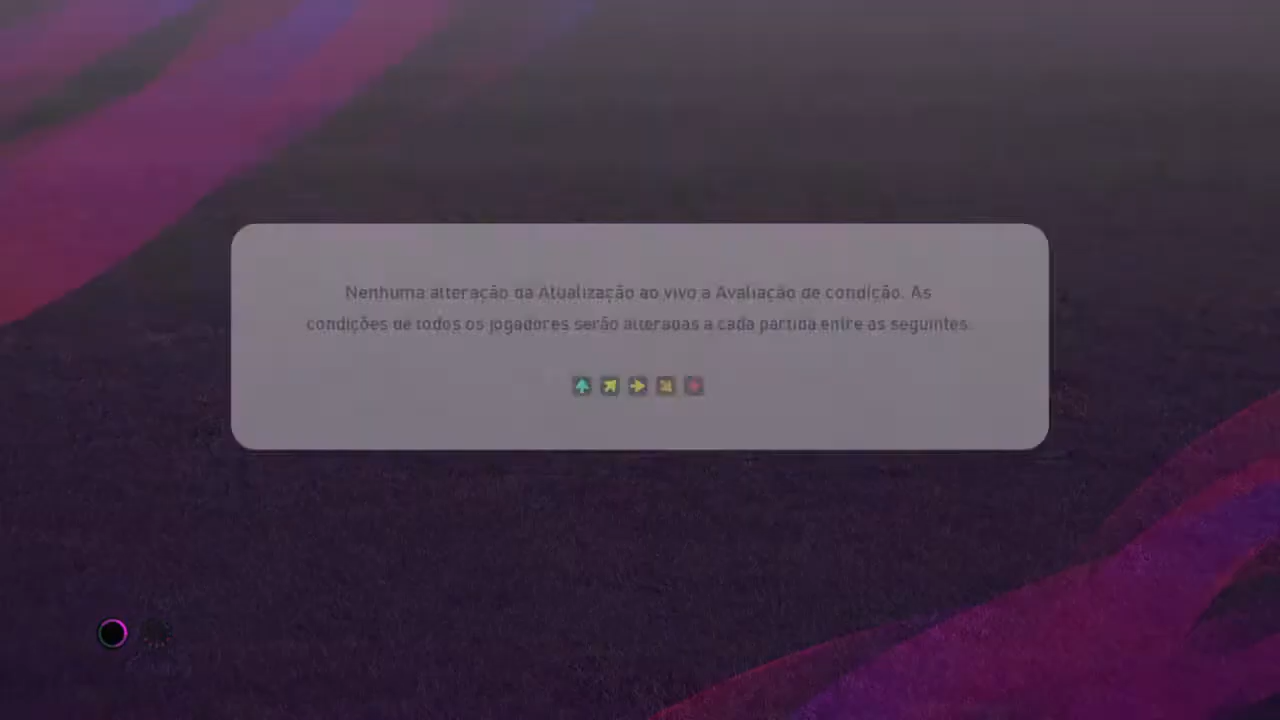 Nenhuma alteração da Atualização ao vivo a Avaliação de condição. As
condições de todos os jogadores serão alteradas a cada partida entre as seguintes.